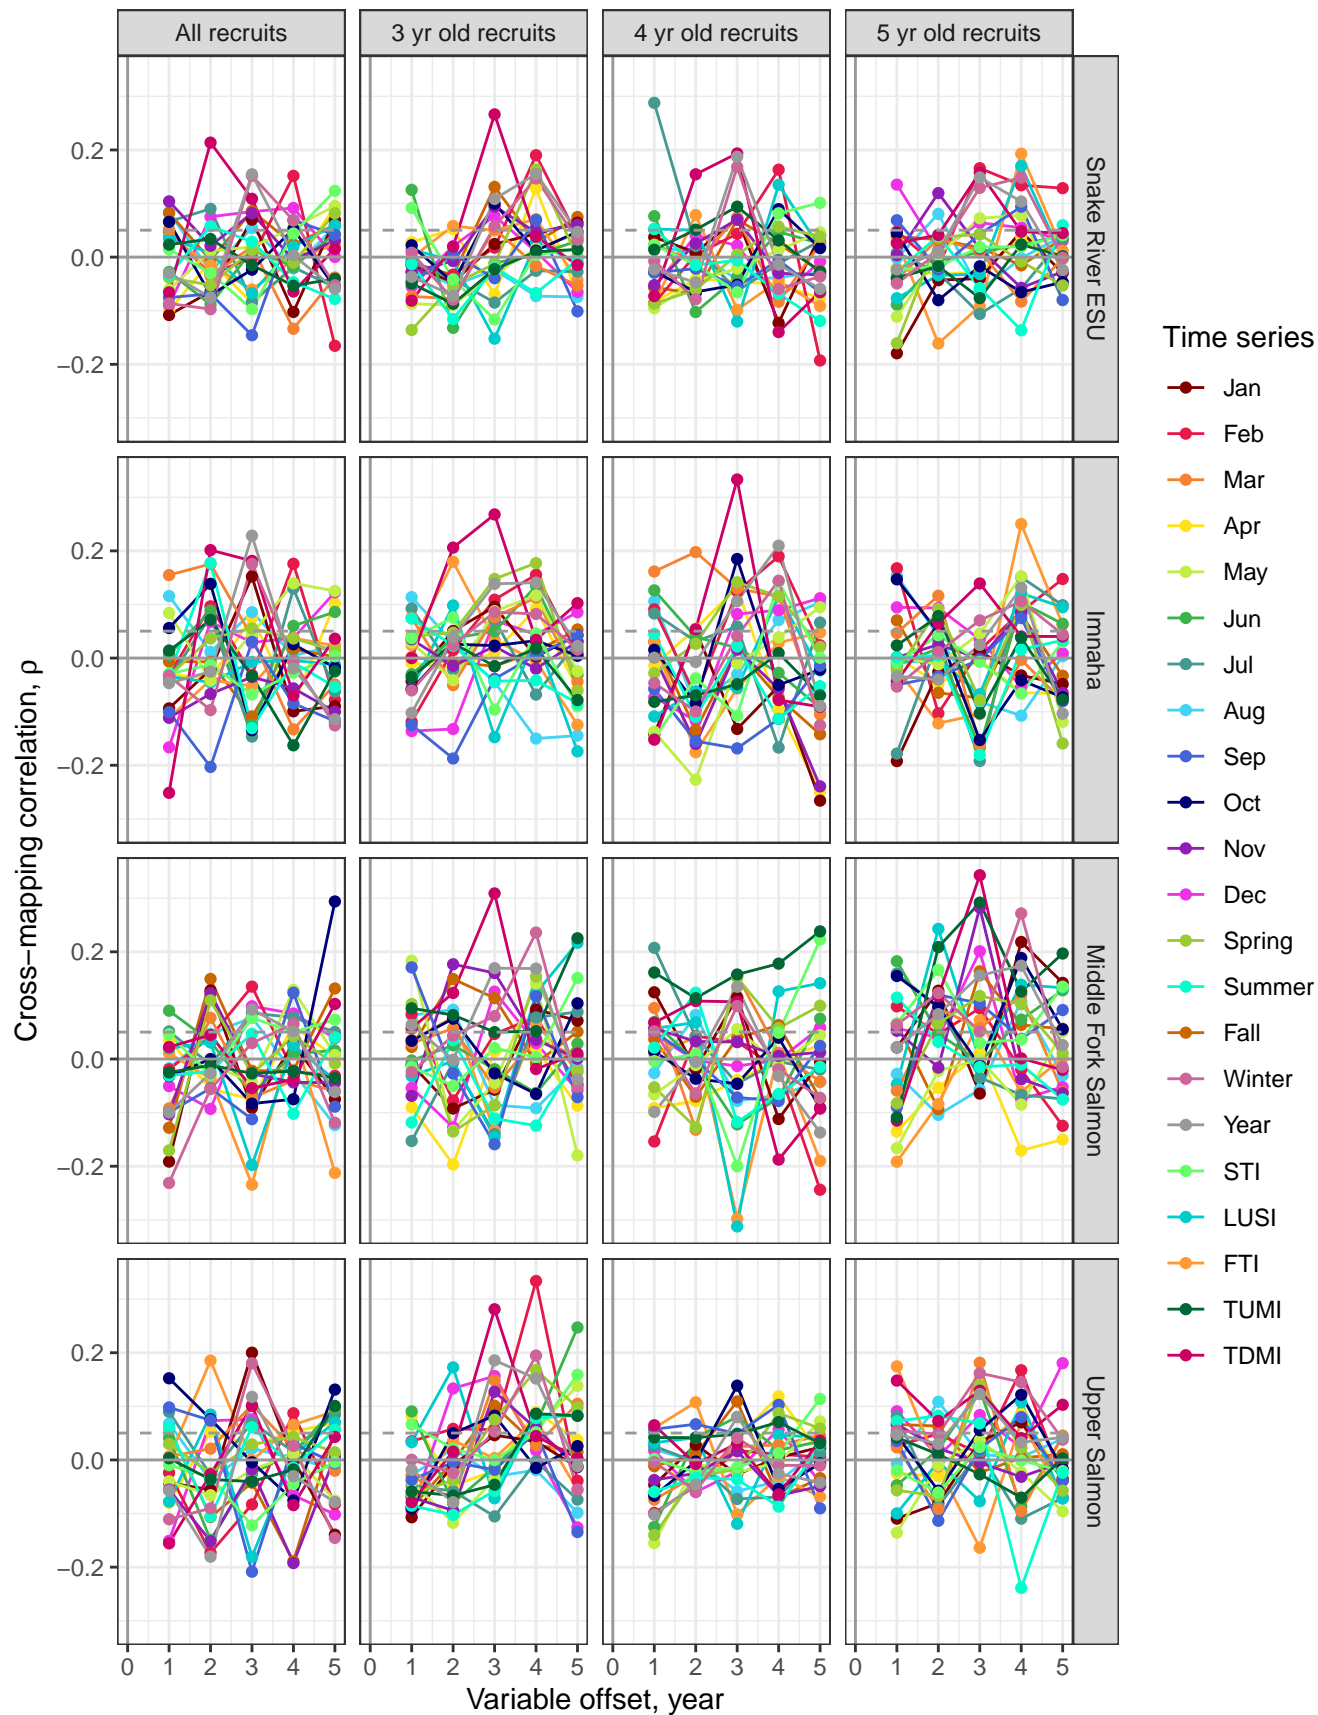 All recruits
3 yr old recruits
4 yr old recruits
5 yr old recruits
Cross−mapping correlation, ρ
0.2
0.0
−0.2
Snake River ESU
0.2
0.0
−0.2
Imnaha
0.2
0.0
−0.2
Middle Fork Salmon
0.2
0.0
−0.2
Upper Salmon
0 1 2 3 4 5
0 1 2 3 4 5
0 1 2 3 4 5
0 1 2 3 4 5
Variable offset, year
Time series
Jan
Feb
Mar
Apr
May
Jun
Jul
Aug
Sep
Oct
Nov
Dec
Spring
Summer
Fall
Winter
Year
STI
LUSI
FTI
TUMI
TDMI